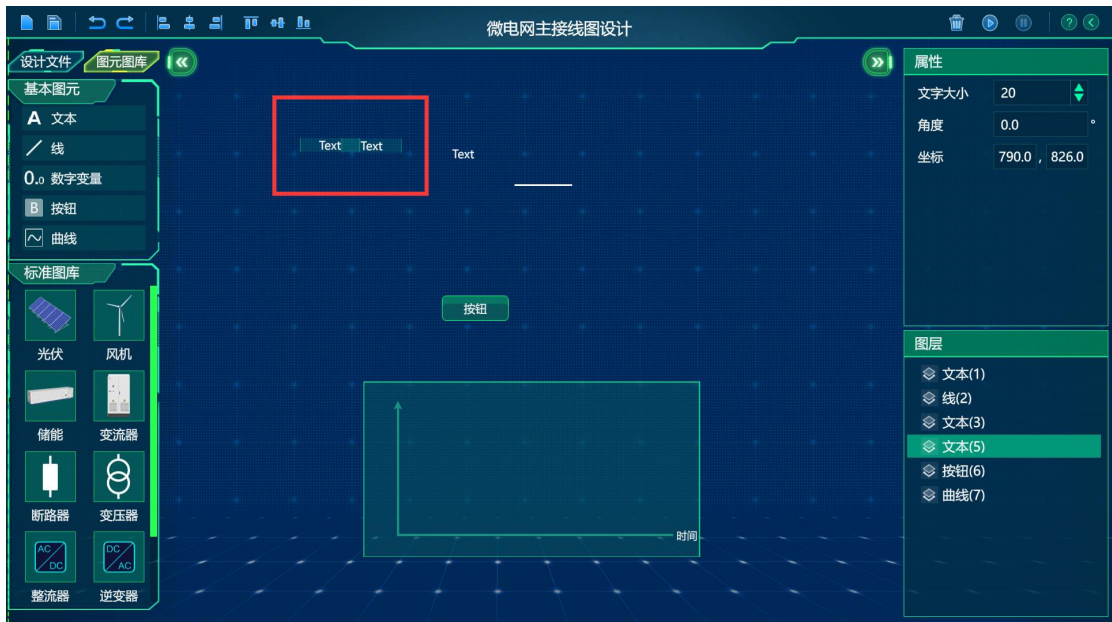 微电网主接线图设计
设计文件 图元图库
基本图元
A 文本
线
0.0 数字变量
B 按钮
曲线
标准图库
光伏 风机
储能 变流器
断路器 变压器
AC DC DC AC
整流器 逆变器
Text Text Text
按钮
时间
属性
文字大小 20
角度 0.0 °
坐标 790.0 , 826.0
图层
文本(1)
线(2)
文本(3)
文本(5)
按钮(6)
曲线(7)